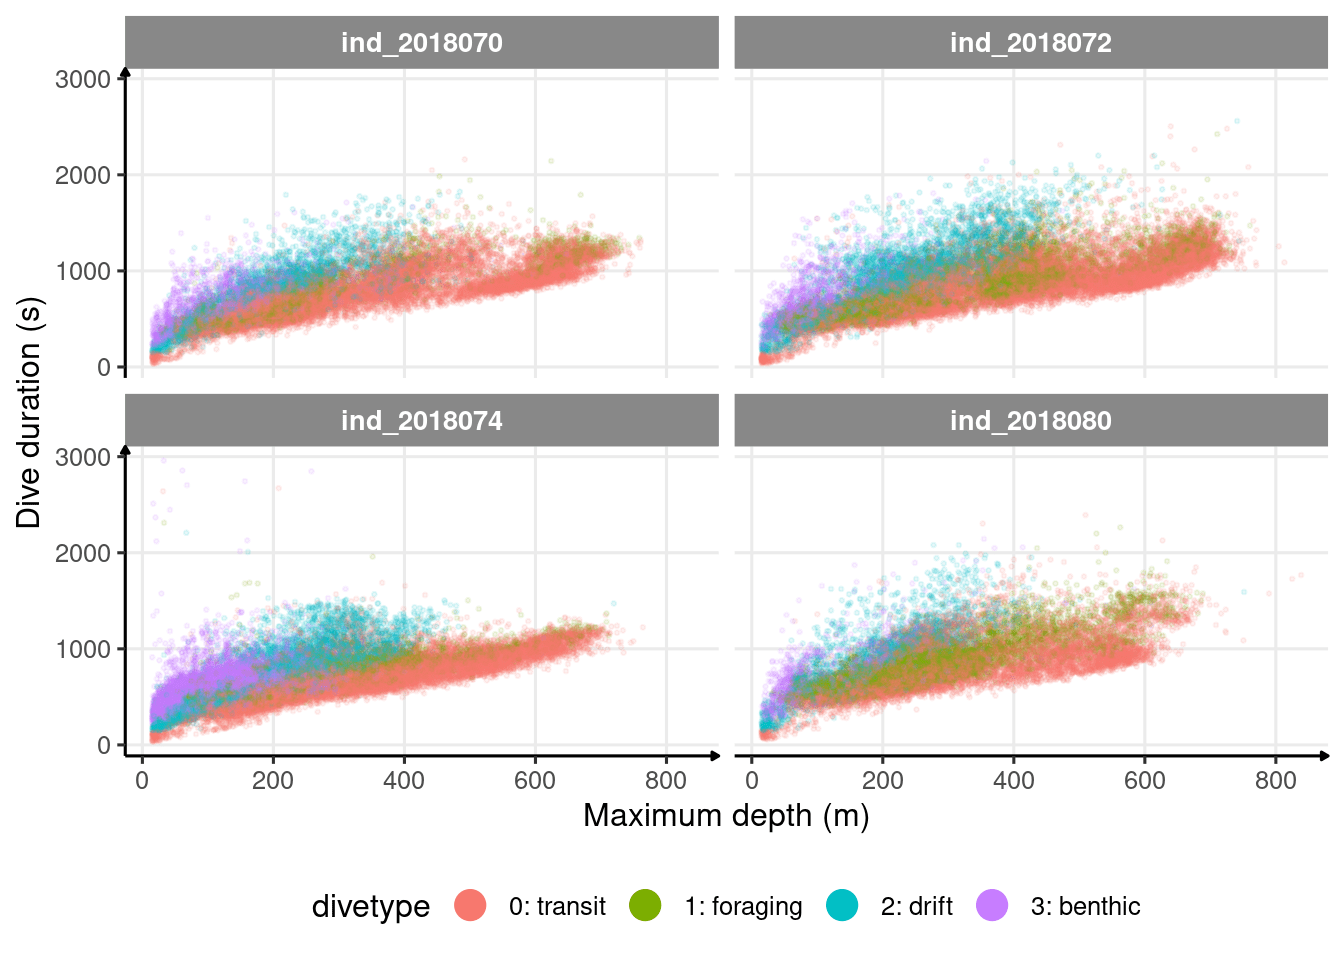 ind_2018070
ind_2018072
3000
2000
1000
0
ind_2018074
ind_2018080
3000
2000
1000
0
Dive duration (s)
0 200 400 600 800
0 200 400 600 800
Maximum depth (m)
divetype 0: transit 1: foraging 2: drift 3: benthic